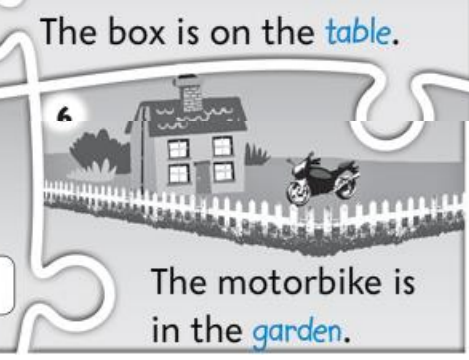 The box is on the table.
6
The motorbike is
in the garden.